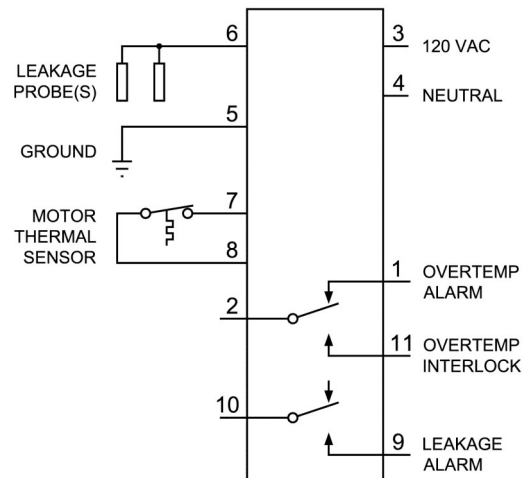 6
3
120 VAC
LEAKAGE
PROBE(S)
4
NEUTRAL
5
GROUND
7
MOTOR
THERMAL
SENSOR
8
1
OVERTEMP
ALARM
2
11
OVERTEMP
INTERLOCK
10
9
LEAKAGE
ALARM